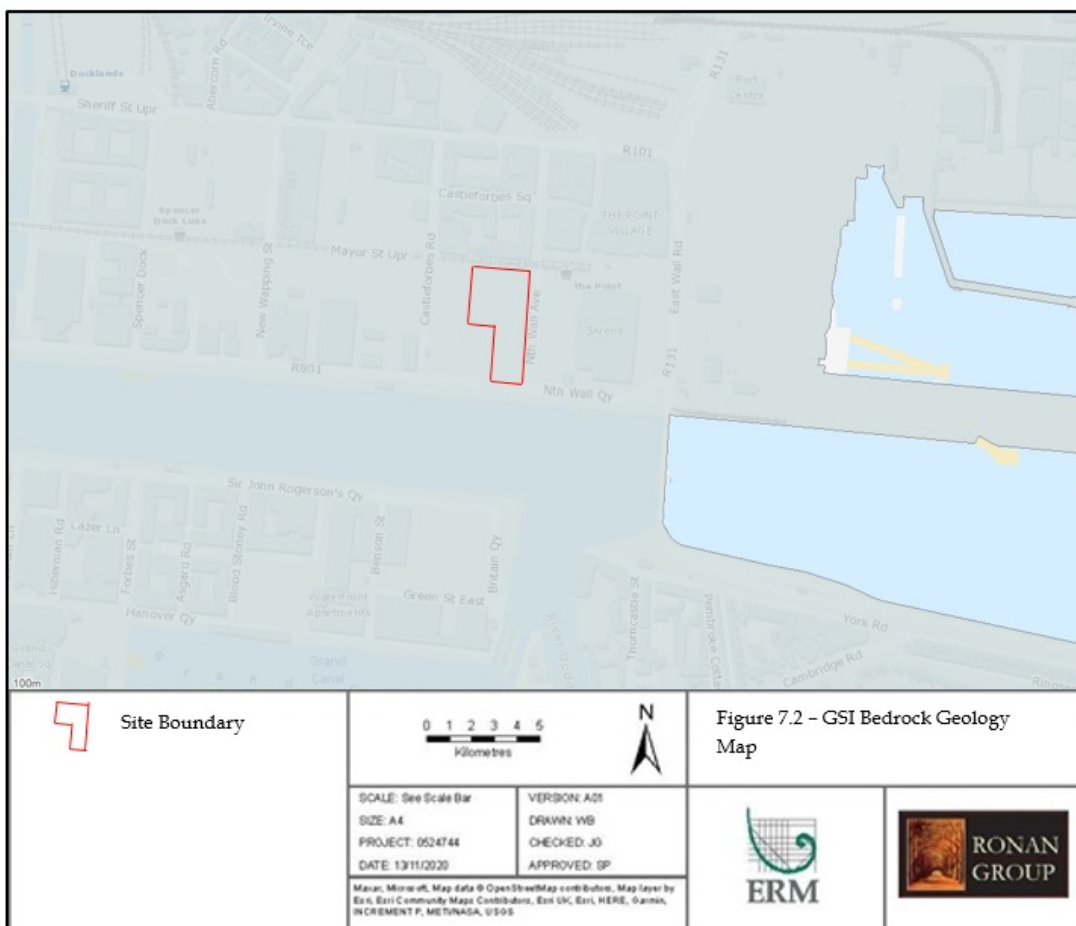 Irvine Tce
R131
Docklands
Abercorn Rd
Port
Centre
Sheriff St Upr
R101
Castleforbes Sq
Spencer
Dock Luas
THE POINT
VILLAGE
Mayor St Upr
East Wall Rd
Spencer Dock
New Wapping St
Castleforbes Rd
The Point
Nth Wall Ave
3Arena
R131
R801
Nth Wall Qy
Sir John Rogerson's Qy
Lazer Ln
Hibernian Rd
Forbes St
Asgard Rd
Blood Stoney Rd
Benson St
Britain Qy
Waterfront
Apartments
Green St East
Hanover Qy
Thorncastle St
Pembroke Cotta
York Rd
Cambridge Rd
Grand
Canal Sq
Grand
Canal
100m
Site Boundary
0 1 2 3 4 5
Kilometres
N
Figure 7.2 – GSI Bedrock Geology
Map
SCALE: See Scale Bar
SIZE: A4
PROJECT: 0524744
DATE: 13/11/2020
VERSION: A01
DRAWN: WB
CHECKED: JG
APPROVED: SP
Maxar, Microsoft, Map data © OpenStreetMap contributors, Map layer by
Esri, Esri Community Maps Contributors, Esri UK, Esri, HERE, Garmin,
INCREMENT P, METI/NASA, USGS
ERM
RONAN
GROUP